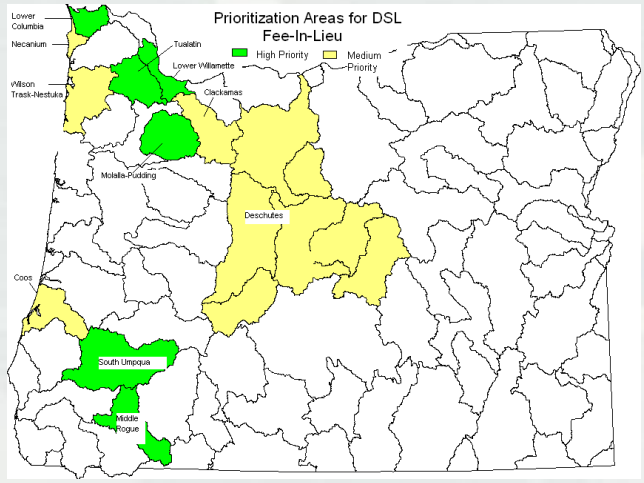 Prioritization Areas for DSL
Fee-In-Lieu
High Priority
Medium
Priority
Lower
Columbia
Necanium
Wilson
Trask-Nestuka
Tualatin
Lower Willamette
Clackamas
Molalla-Pudding
Deschutes
Coos
South Umpqua
Middle
Rogue